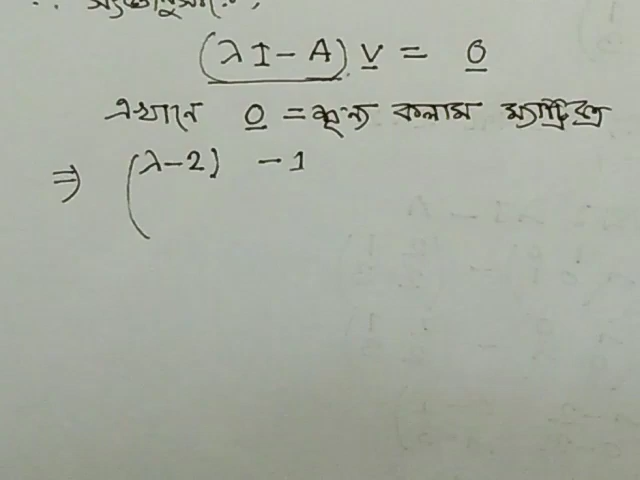 ∴ সংজ্ঞানুসারে,
(λI - A) v = 0
এখানে 0 = শূন্য কলাম ম্যাট্রিক্স
⇒ ( (λ-2) -1